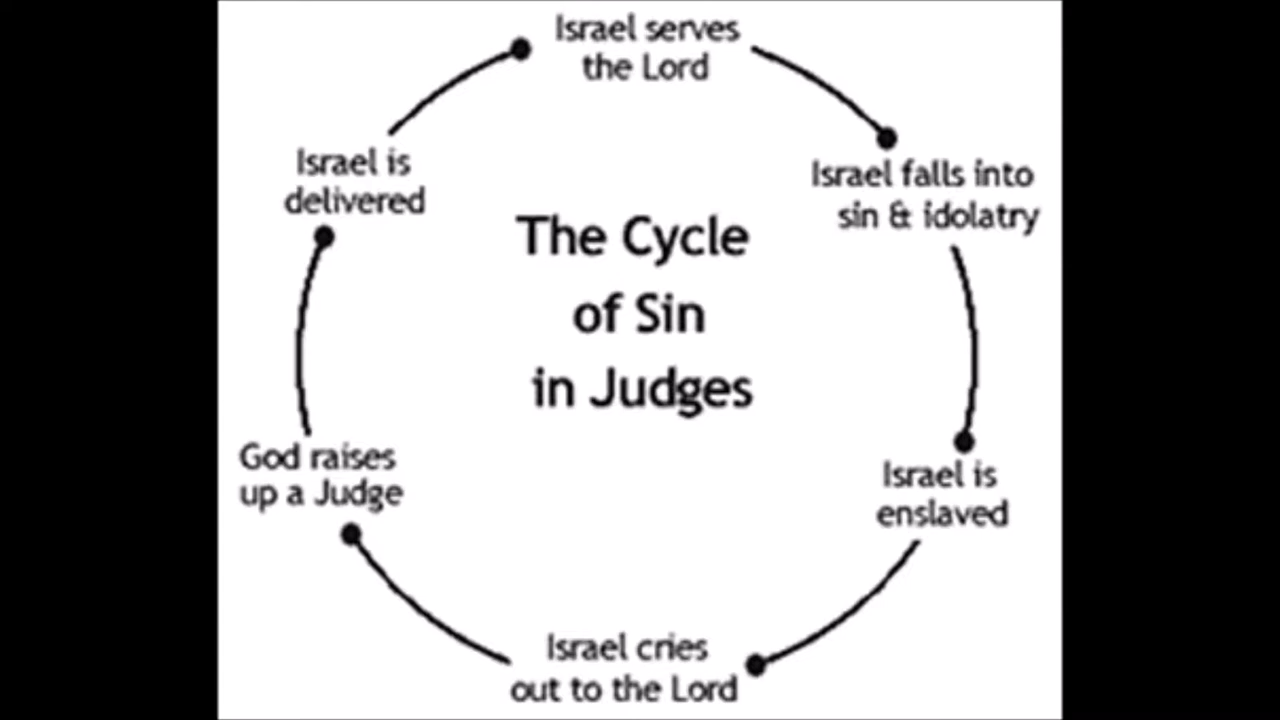 Israel serves
the Lord
Israel falls into
sin & idolatry
Israel is
enslaved
Israel cries
out to the Lord
God raises
up a Judge
Israel is
delivered
The Cycle
of Sin
in Judges